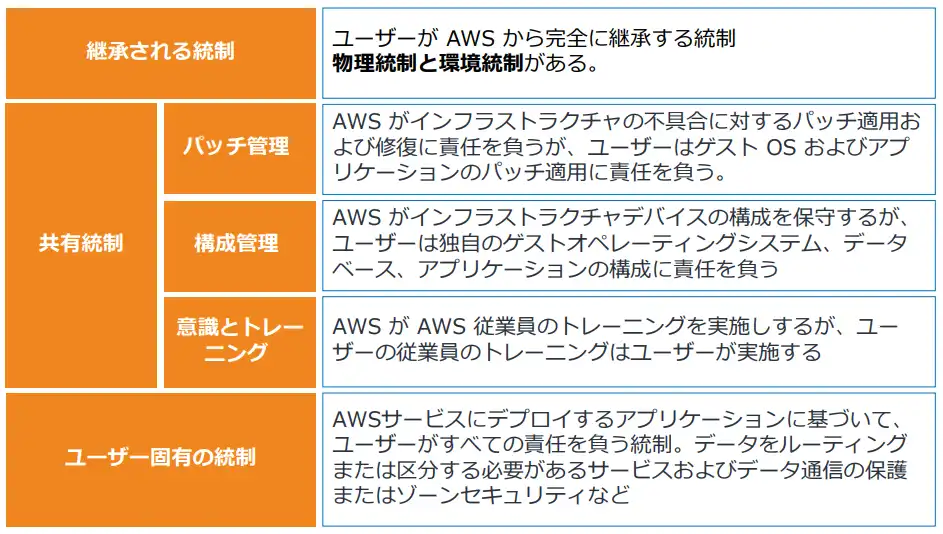 継承される統制
ユーザーが AWS から完全に継承する統制
物理統制と環境統制がある。
共有統制
パッチ管理
AWS がインフラストラクチャの不具合に対するパッチ適用お
よび修復に責任を負うが、ユーザーはゲスト OS およびアプ
リケーションのパッチ適用に責任を負う。
構成管理
AWS がインフラストラクチャデバイスの構成を保守するが、
ユーザーは独自のゲストオペレーティングシステム、データ
ベース、アプリケーションの構成に責任を負う
意識とトレー
ニング
AWS が AWS 従業員のトレーニングを実施しするが、ユー
ザーの従業員のトレーニングはユーザーが実施する
ユーザー固有の統制
AWSサービスにデプロイするアプリケーションに基づいて、
ユーザーがすべての責任を負う統制。データをルーティング
または区分する必要があるサービスおよびデータ通信の保護
またはゾーンセキュリティなど